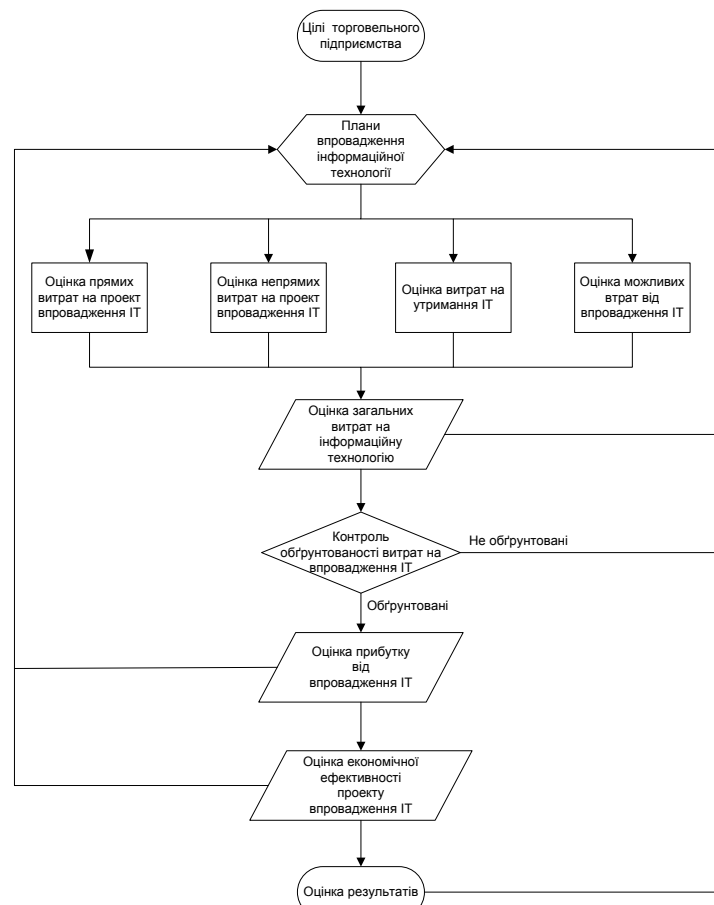 Цілі торговельного
підприємства
Плани
впровадження
інформаційної
технології
Оцінка прямих
витрат на проект
впровадження ІТ
Оцінка непрямих
витрат на проект
впровадження ІТ
Оцінка витрат на
утримання ІТ
Оцінка можливих
втрат від
впровадження ІТ
Оцінка загальних
витрат на
інформаційну
технологію
Контроль
обґрунтованості витрат на
впровадження ІТ
Не обґрунтовані
Обґрунтовані
Оцінка прибутку
від
впровадження ІТ
Оцінка економічної
ефективності
проекту
впровадження ІТ
Оцінка результатів